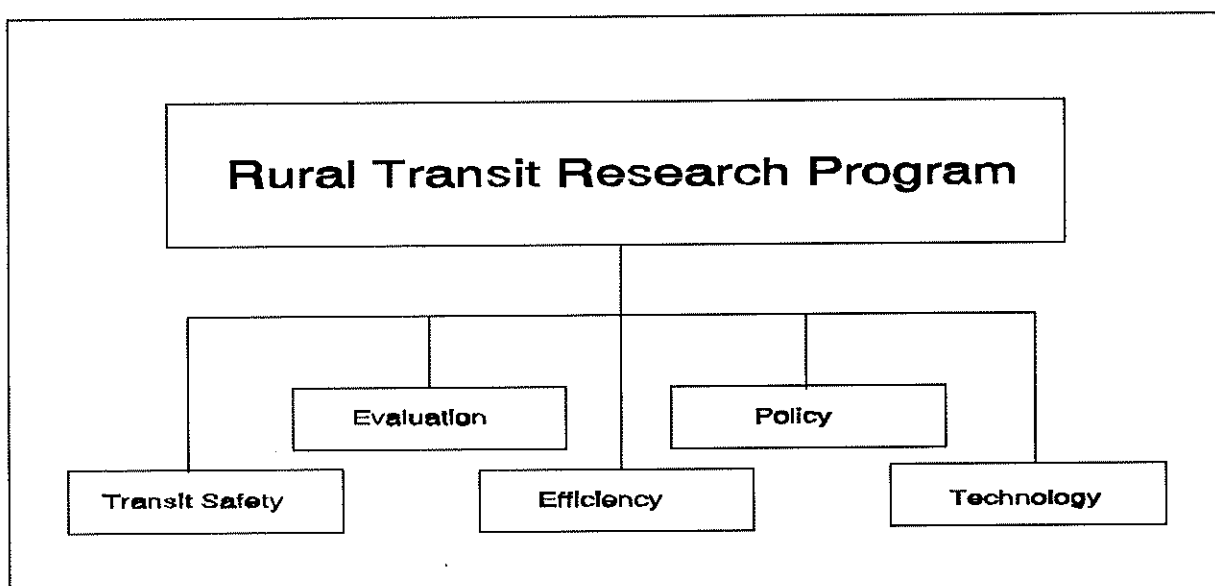 Rural Transit Research Program
Evaluation
Policy
Transit Safety
Efficiency
Technology